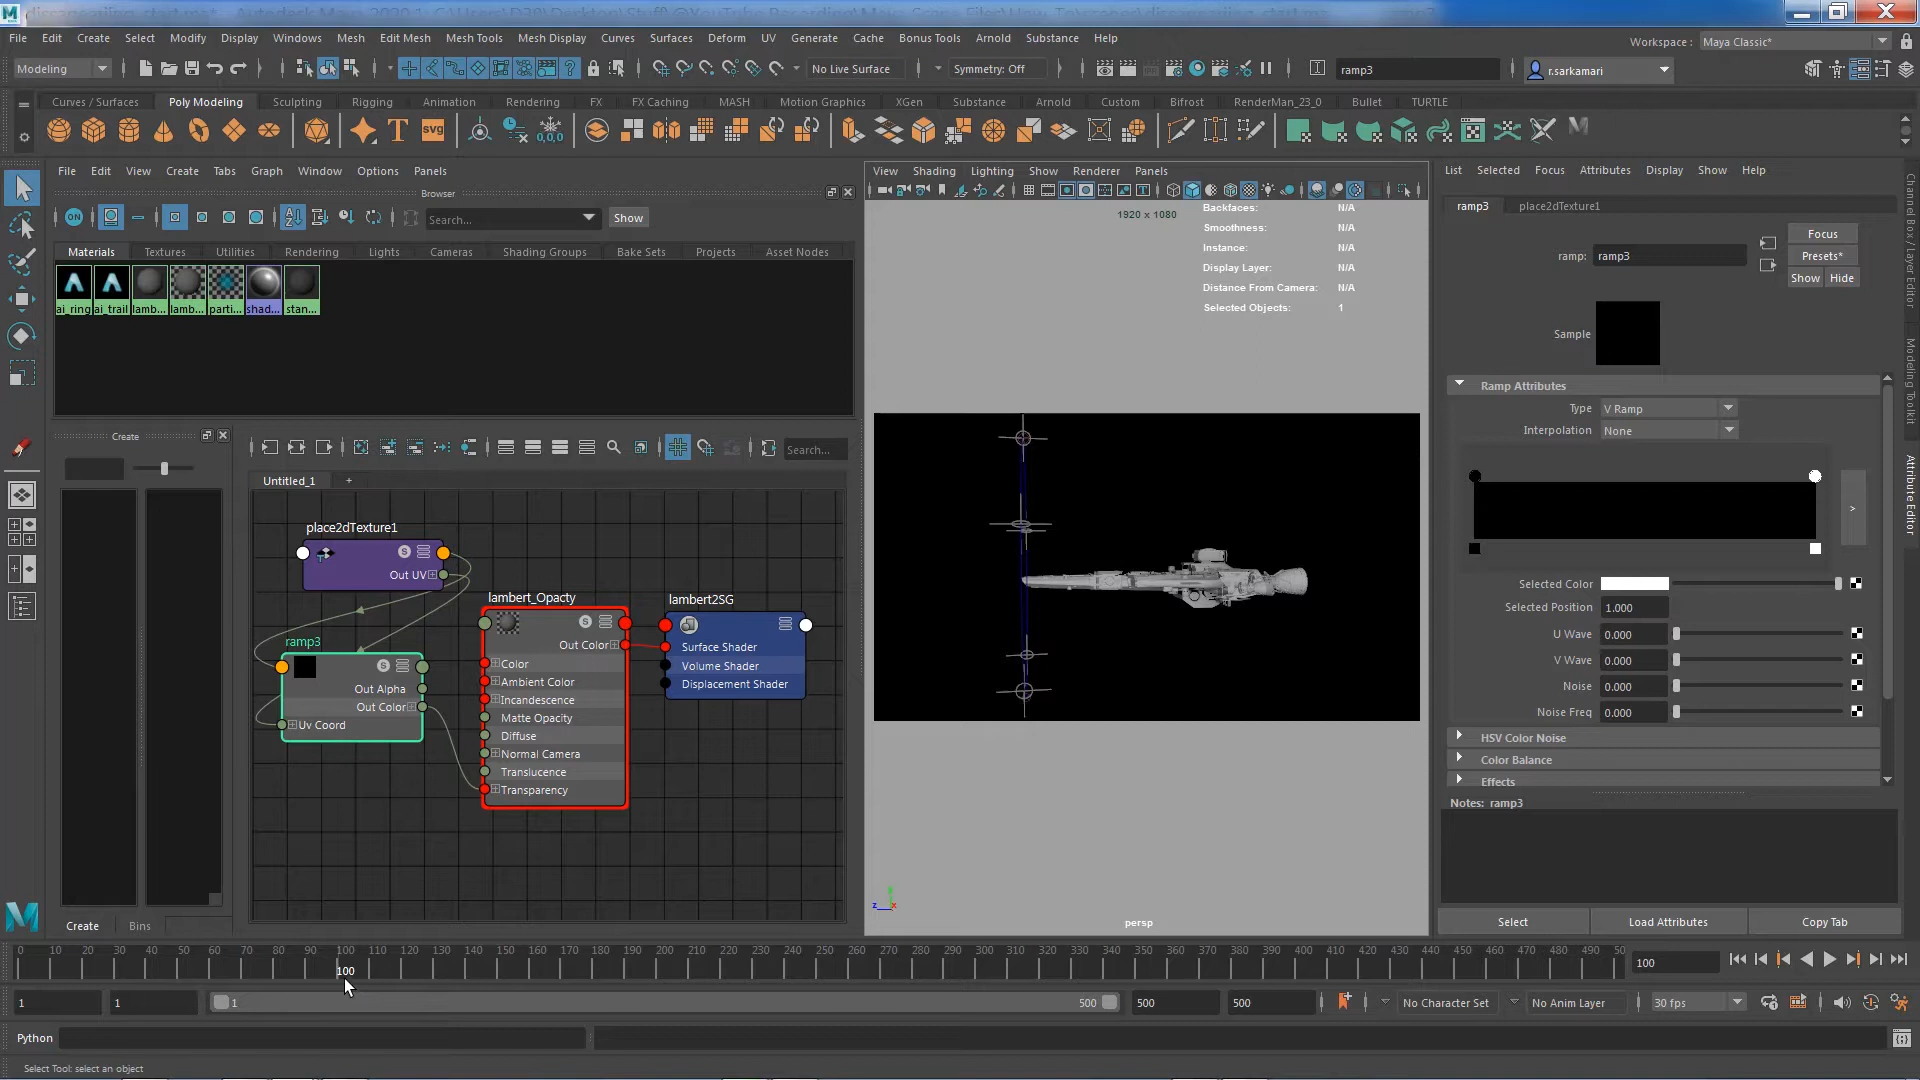 File Edit Create Select Modify Display Windows Mesh Edit Mesh Mesh Tools Mesh Display Curves Surfaces Deform UV Generate Cache Bonus Tools Arnold Substance Help
Workspace : Maya Classic*
Modeling
No Live Surface
Symmetry: Off
ramp3
r.sarkamari
Curves / Surfaces Poly Modeling Sculpting Rigging Animation Rendering FX FX Caching MASH Motion Graphics XGen Substance Arnold Custom Bifrost RenderMan_23_0 Bullet TURTLE
svg
0,0,0
File Edit View Create Tabs Graph Window Options Panels
Browser
ON
Search...
Show
Materials Textures Utilities Rendering Lights Cameras Shading Groups Bake Sets Projects Asset Nodes
ai_ring ai_trail lamb... lamb... parti... shad... stan...
Create
Search...
Untitled_1 +
place2dTexture1
Out UV
ramp3
Out Alpha
Out Color
Uv Coord
lambert_Opacty
Out Color
Color
Ambient Color
Incandescence
Matte Opacity
Diffuse
Normal Camera
Translucence
Transparency
lambert2SG
Surface Shader
Volume Shader
Displacement Shader
Create Bins
View Shading Lighting Show Renderer Panels
1920 x 1080
Backfaces: N/A
Smoothness: N/A
Instance: N/A
Display Layer: N/A
Distance From Camera: N/A
Selected Objects: 1
z x
persp
List Selected Focus Attributes Display Show Help
ramp3 place2dTexture1
ramp: ramp3
Focus
Presets*
Show Hide
Sample
Ramp Attributes
Type V Ramp
Interpolation None
>
Selected Color
Selected Position 1.000
U Wave 0.000
V Wave 0.000
Noise 0.000
Noise Freq 0.000
HSV Color Noise
Color Balance
Effects
Notes: ramp3
Select Load Attributes Copy Tab
Channel Box / Layer Editor
Modeling Toolkit
Attribute Editor
0 10 20 30 40 50 60 70 80 90 100 110 120 130 140 150 160 170 180 190 200 210 220 230 240 250 260 270 280 290 300 310 320 330 340 350 360 370 380 390 400 410 420 430 440 450 460 470 480 490 50
100
100
1 1 1 500 500 500
No Character Set
No Anim Layer
30 fps
Python
Select Tool: select an object